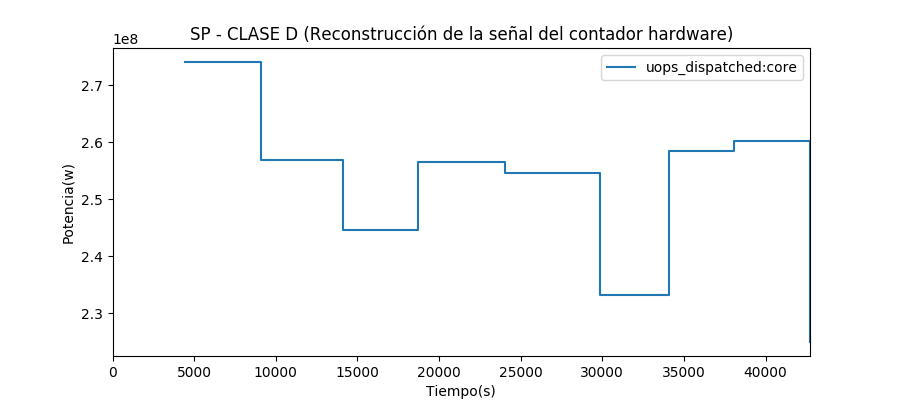 SP - CLASE D (Reconstrucción de la señal del contador hardware)
1e8
uops_dispatched:core
2.7
2.6
2.5
2.4
2.3
Potencia(w)
0 5000 10000 15000 20000 25000 30000 35000 40000
Tiempo(s)